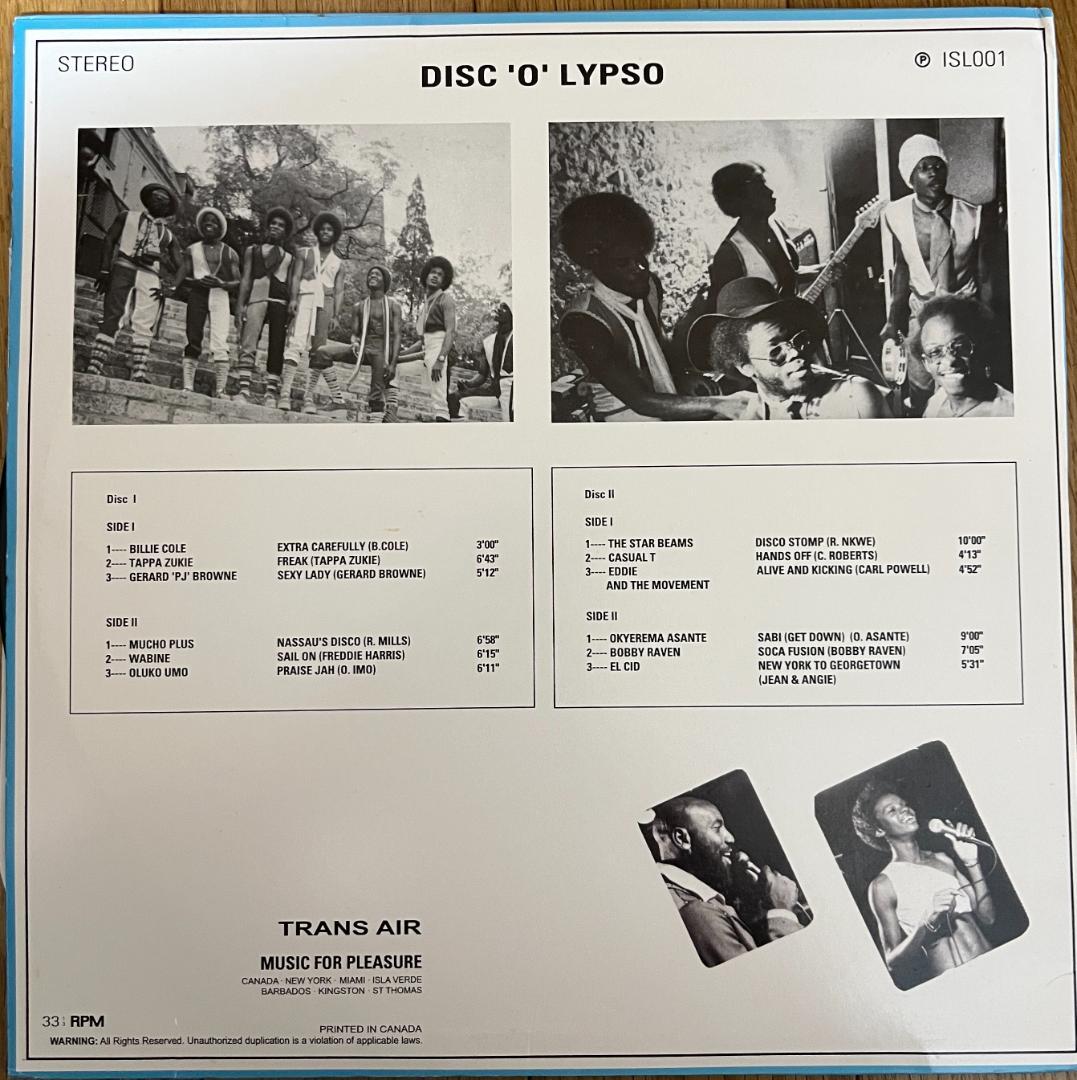 STEREO
DISC 'O' LYPSO
Ⓟ ISL001
Disc I
SIDE I
1---- BILLIE COLE EXTRA CAREFULLY (B.COLE) 3'00"
2---- TAPPA ZUKIE FREAK (TAPPA ZUKIE) 6'43"
3---- GERARD 'PJ' BROWNE SEXY LADY (GERARD BROWNE) 5'12"
SIDE II
1---- MUCHO PLUS NASSAU'S DISCO (R. MILLS) 6'58"
2---- WABINE SAIL ON (FREDDIE HARRIS) 6'15"
3---- OLUKO UMO PRAISE JAH (O. IMO) 6'11"
Disc II
SIDE I
1---- THE STAR BEAMS DISCO STOMP (R. NKWE) 10'00"
2---- CASUAL T HANDS OFF (C. ROBERTS) 4'13"
3---- EDDIE ALIVE AND KICKING (CARL POWELL) 4'52"
AND THE MOVEMENT
SIDE II
1---- OKYEREMA ASANTE SABI (GET DOWN) (O. ASANTE) 9'00"
2---- BOBBY RAVEN SOCA FUSION (BOBBY RAVEN) 7'05"
3---- EL CID NEW YORK TO GEORGETOWN 5'31"
(JEAN & ANGIE)
TRANS AIR
MUSIC FOR PLEASURE
CANADA · NEW YORK · MIAMI · ISLA VERDE
BARBADOS · KINGSTON · ST THOMAS
33⅓ RPM
PRINTED IN CANADA
WARNING: All Rights Reserved. Unauthorized duplication is a violation of applicable laws.